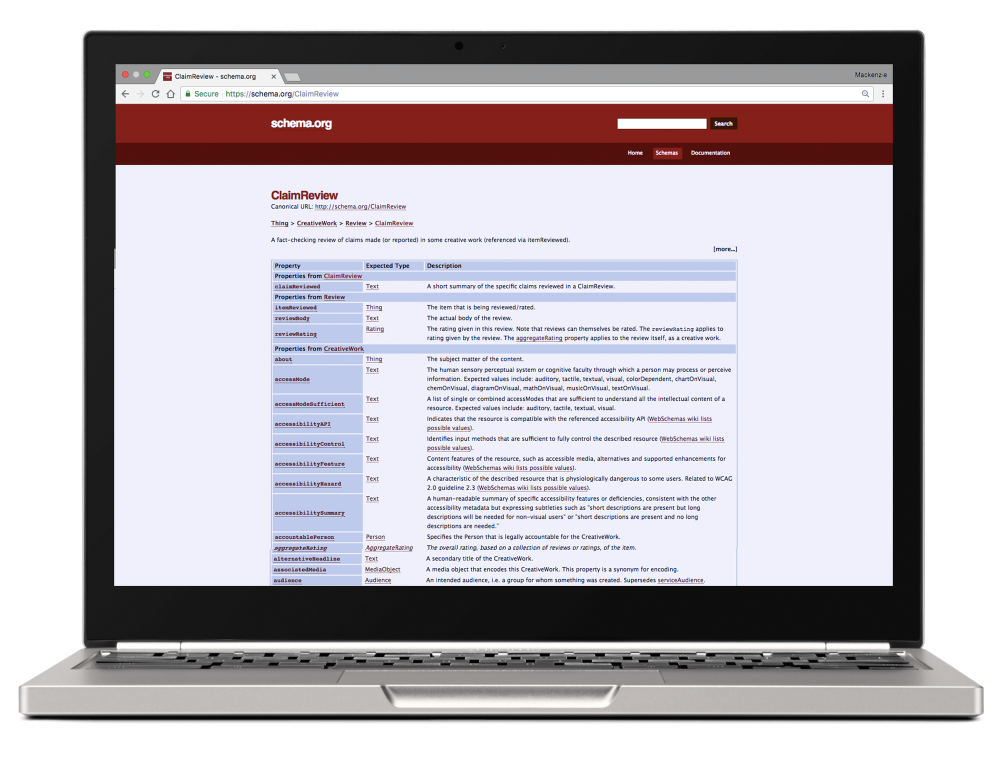 ClaimReview - schema.org
Mackenzie
Secure https://schema.org/ClaimReview
schema.org
Search
Home Schemas Documentation
ClaimReview
Canonical URL: http://schema.org/ClaimReview
Thing > CreativeWork > Review > ClaimReview
A fact-checking review of claims made (or reported) in some creative work (referenced via itemReviewed).
[more...]
Property Expected Type Description
Properties from ClaimReview
claimReviewed Text A short summary of the specific claims reviewed in a ClaimReview.
Properties from Review
itemReviewed Thing The item that is being reviewed/rated.
reviewBody Text The actual body of the review.
reviewRating Rating The rating given in this review. Note that reviews can themselves be rated. The reviewRating applies to
rating given by the review. The aggregateRating property applies to the review itself, as a creative work.
Properties from CreativeWork
about Thing The subject matter of the content.
accessMode Text The human sensory perceptual system or cognitive faculty through which a person may process or perceive
information. Expected values include: auditory, tactile, textual, visual, colorDependent, chartOnVisual,
chemOnVisual, diagramOnVisual, mathOnVisual, musicOnVisual, textOnVisual.
accessModeSufficient Text A list of single or combined accessModes that are sufficient to understand all the intellectual content of a
resource. Expected values include: auditory, tactile, textual, visual.
accessibilityAPI Text Indicates that the resource is compatible with the referenced accessibility API (WebSchemas wiki lists
possible values).
accessibilityControl Text Identifies input methods that are sufficient to fully control the described resource (WebSchemas wiki lists
possible values).
accessibilityFeature Text Content features of the resource, such as accessible media, alternatives and supported enhancements for
accessibility (WebSchemas wiki lists possible values).
accessibilityHazard Text A characteristic of the described resource that is physiologically dangerous to some users. Related to WCAG
2.0 guideline 2.3 (WebSchemas wiki lists possible values).
accessibilitySummary Text A human-readable summary of specific accessibility features or deficiencies, consistent with the other
accessibility metadata but expressing subtleties such as "short descriptions are present but long
descriptions will be needed for non-visual users" or "short descriptions are present and no long
descriptions are needed."
accountablePerson Person Specifies the Person that is legally accountable for the CreativeWork.
aggregateRating AggregateRating The overall rating, based on a collection of reviews or ratings, of the item.
alternativeHeadline Text A secondary title of the CreativeWork.
associatedMedia MediaObject A media object that encodes this CreativeWork. This property is a synonym for encoding.
audience Audience An intended audience, i.e. a group for whom something was created. Supersedes serviceAudience.